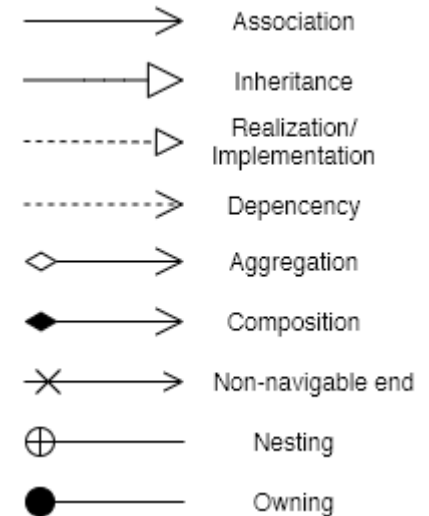 Association
Inheritance
Realization/
Implementation
Depencency
Aggregation
Composition
Non-navigable end
Nesting
Owning